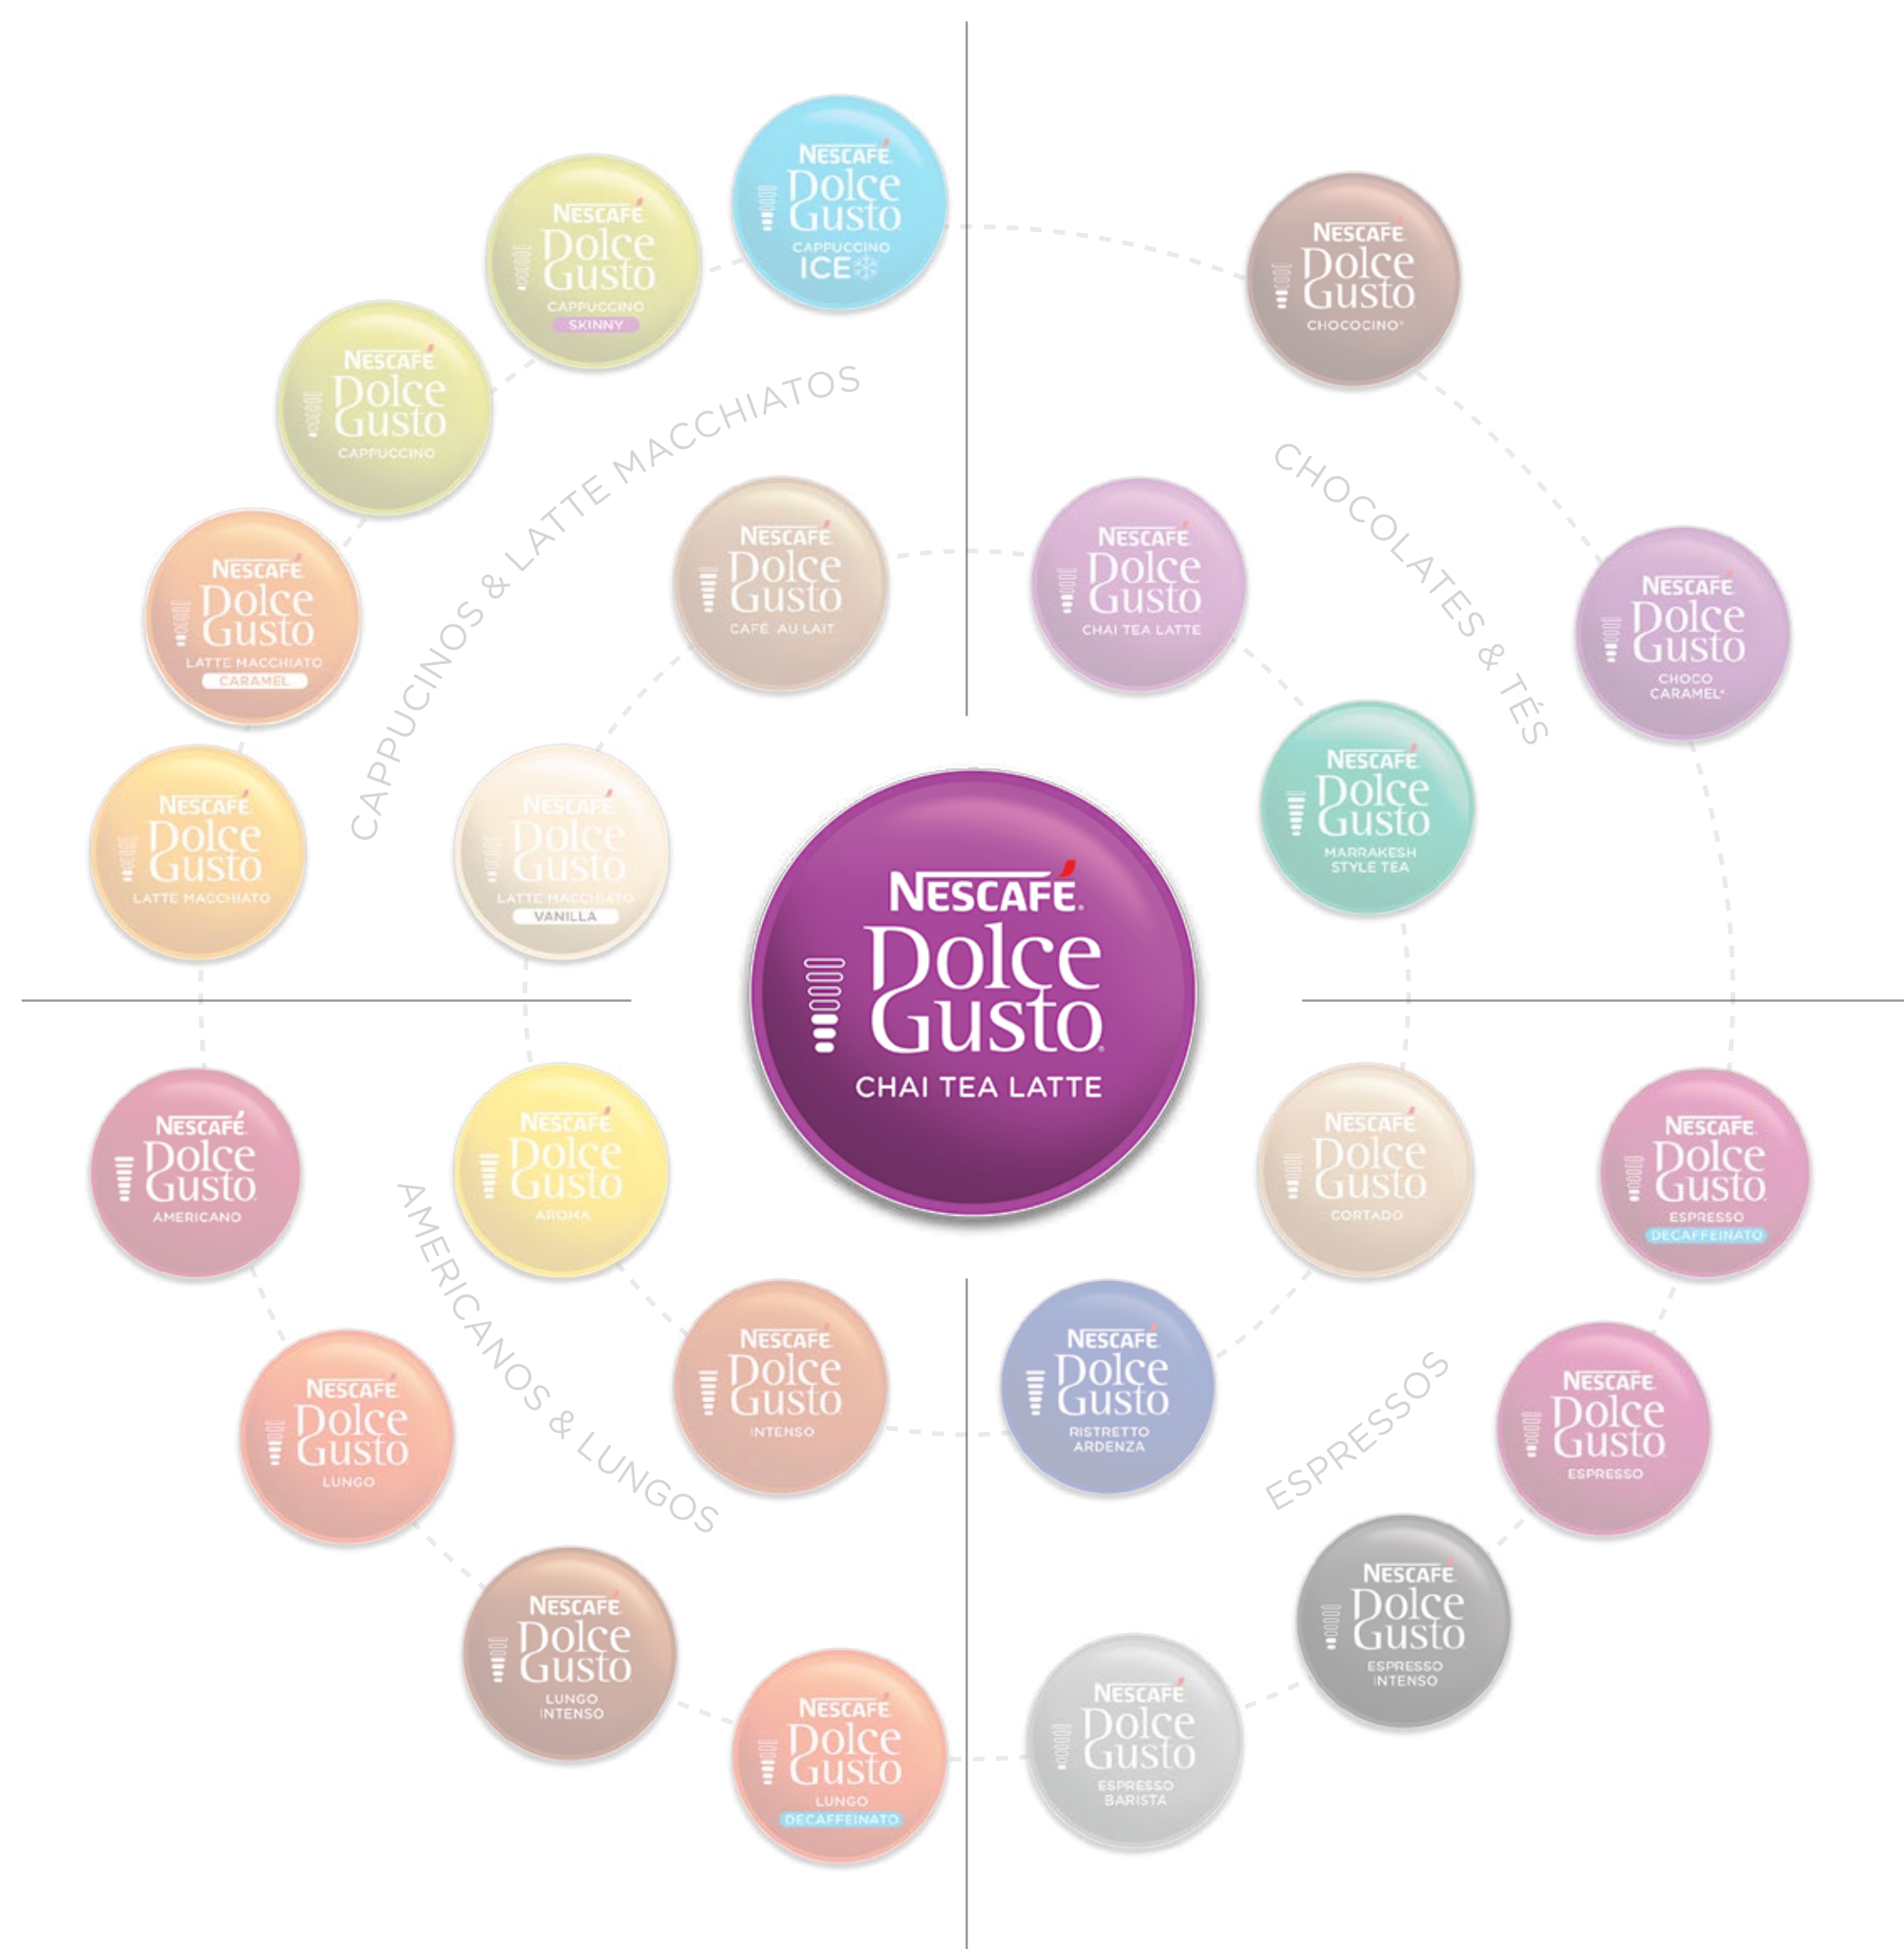 NESCAFÉ
Dolce
Gusto
CAPPUCCINO
ICE
NESCAFÉ
Dolce
Gusto
CAPPUCCINO
SKINNY
NESCAFÉ
Dolce
Gusto
CAPPUCCINO
NESCAFÉ
Dolce
Gusto
LATTE MACCHIATO
CARAMEL
NESCAFÉ
Dolce
Gusto
LATTE MACCHIATO
CAPPUCINOS & LATTE MACCHIATOS
NESCAFÉ
Dolce
Gusto
CAFÉ AU LAIT
NESCAFÉ
Dolce
Gusto
LATTE MACCHIATO
VANILLA
NESCAFÉ
Dolce
Gusto
CHOCOCINO*
CHOCOLATES & TÉS
NESCAFÉ
Dolce
Gusto
CHAI TEA LATTE
NESCAFÉ
Dolce
Gusto
CHOCO
CARAMEL*
NESCAFÉ
Dolce
Gusto
MARRAKESH
STYLE TEA
NESCAFÉ.
Dolce
Gusto®
CHAI TEA LATTE
NESCAFÉ
Dolce
Gusto
AMERICANO
NESCAFÉ
Dolce
Gusto
AROMA
AMERICANOS & LUNGOS
NESCAFÉ
Dolce
Gusto
INTENSO
NESCAFÉ
Dolce
Gusto
LUNGO
NESCAFÉ
Dolce
Gusto
LUNGO
INTENSO
NESCAFÉ
Dolce
Gusto
LUNGO
DECAFFEINATO
NESCAFÉ
Dolce
Gusto
CORTADO
NESCAFÉ
Dolce
Gusto
ESPRESSO
DECAFFEINATO
NESCAFÉ
Dolce
Gusto
RISTRETTO
ARDENZA
ESPRESSOS
NESCAFÉ
Dolce
Gusto
ESPRESSO
NESCAFÉ
Dolce
Gusto
ESPRESSO
INTENSO
NESCAFÉ
Dolce
Gusto
ESPRESSO
BARISTA